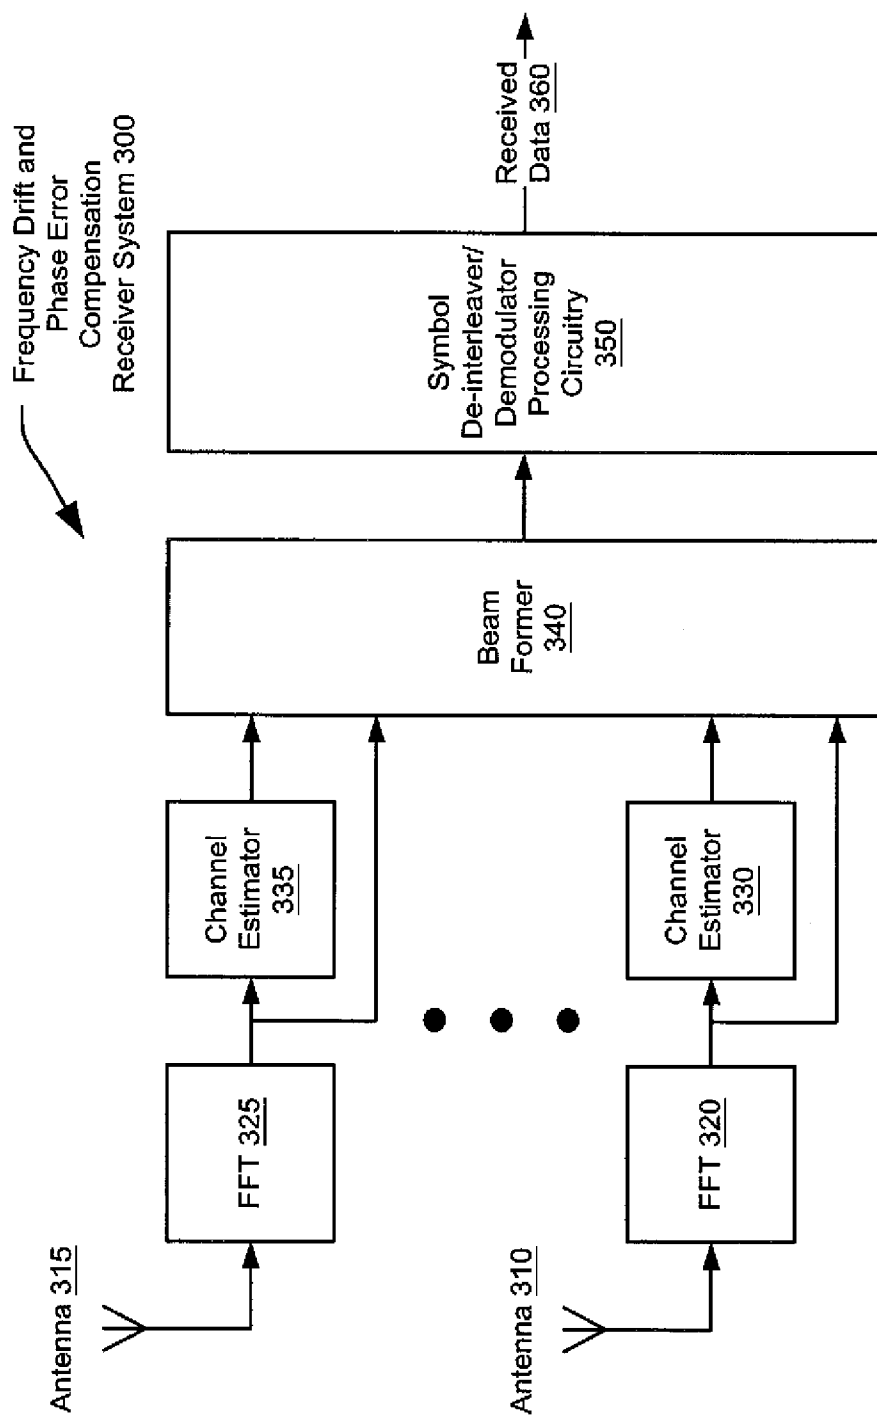 Frequency Drift and
Phase Error
Compensation
Receiver System 300
Antenna 315
FFT 325
Channel
Estimator
335
Antenna 310
FFT 320
Channel
Estimator
330
Beam
Former
340
Symbol
De-interleaver/
Demodulator
Processing
Circuitry
350
Received
Data 360